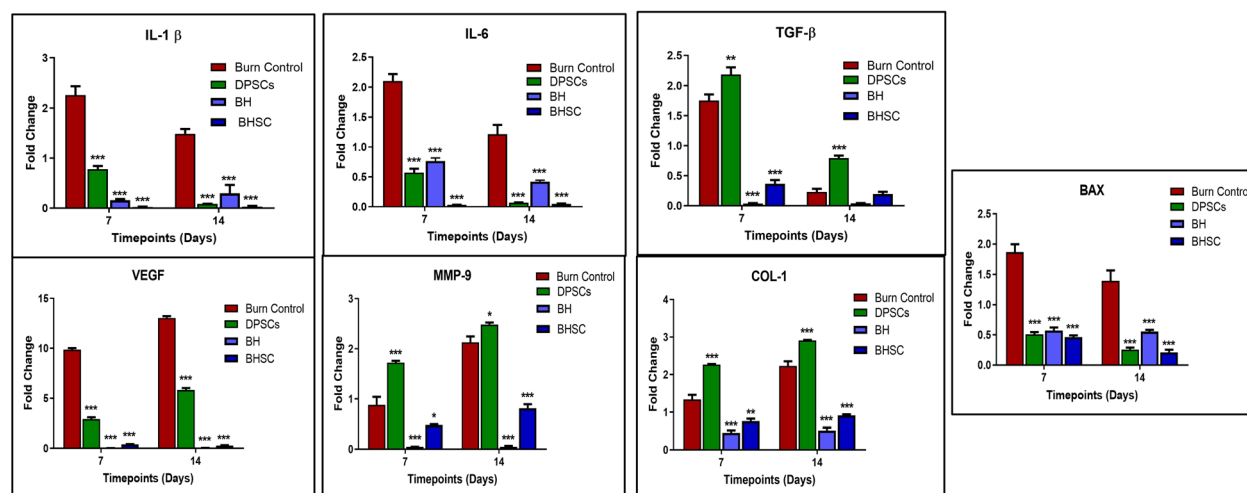 IL-1 β
Fold Change
3
2
1
0
*** *** ***
*** *** ***
7 14
Timepoints (Days)
Burn Control
DPSCs
BH
BHSC
IL-6
Fold Change
2.5
2.0
1.5
1.0
0.5
0.0
*** *** ***
*** *** ***
7 14
Timepoints (Days)
Burn Control
DPSCs
BH
BHSC
TGF-β
Fold Change
2.5
2.0
1.5
1.0
0.5
0.0
** *** ***
***
7 14
Timepoints (Days)
Burn Control
DPSCs
BH
BHSC
VEGF
Fold Change
15
10
5
0
*** *** ***
*** *** ***
7 14
Timepoints (Days)
Burn Control
DPSCs
BH
BHSC
MMP-9
Fold Change
3
2
1
0
*** *** *
* *** ***
7 14
Timepoints (Days)
Burn Control
DPSCs
BH
BHSC
COL-1
Fold Change
4
3
2
1
0
*** *** **
*** *** ***
7 14
Timepoints (Days)
Burn Control
DPSCs
BH
BHSC
BAX
Fold Change
2.5
2.0
1.5
1.0
0.5
0.0
*** *** ***
*** *** ***
7 14
Timepoints (Days)
Burn Control
DPSCs
BH
BHSC